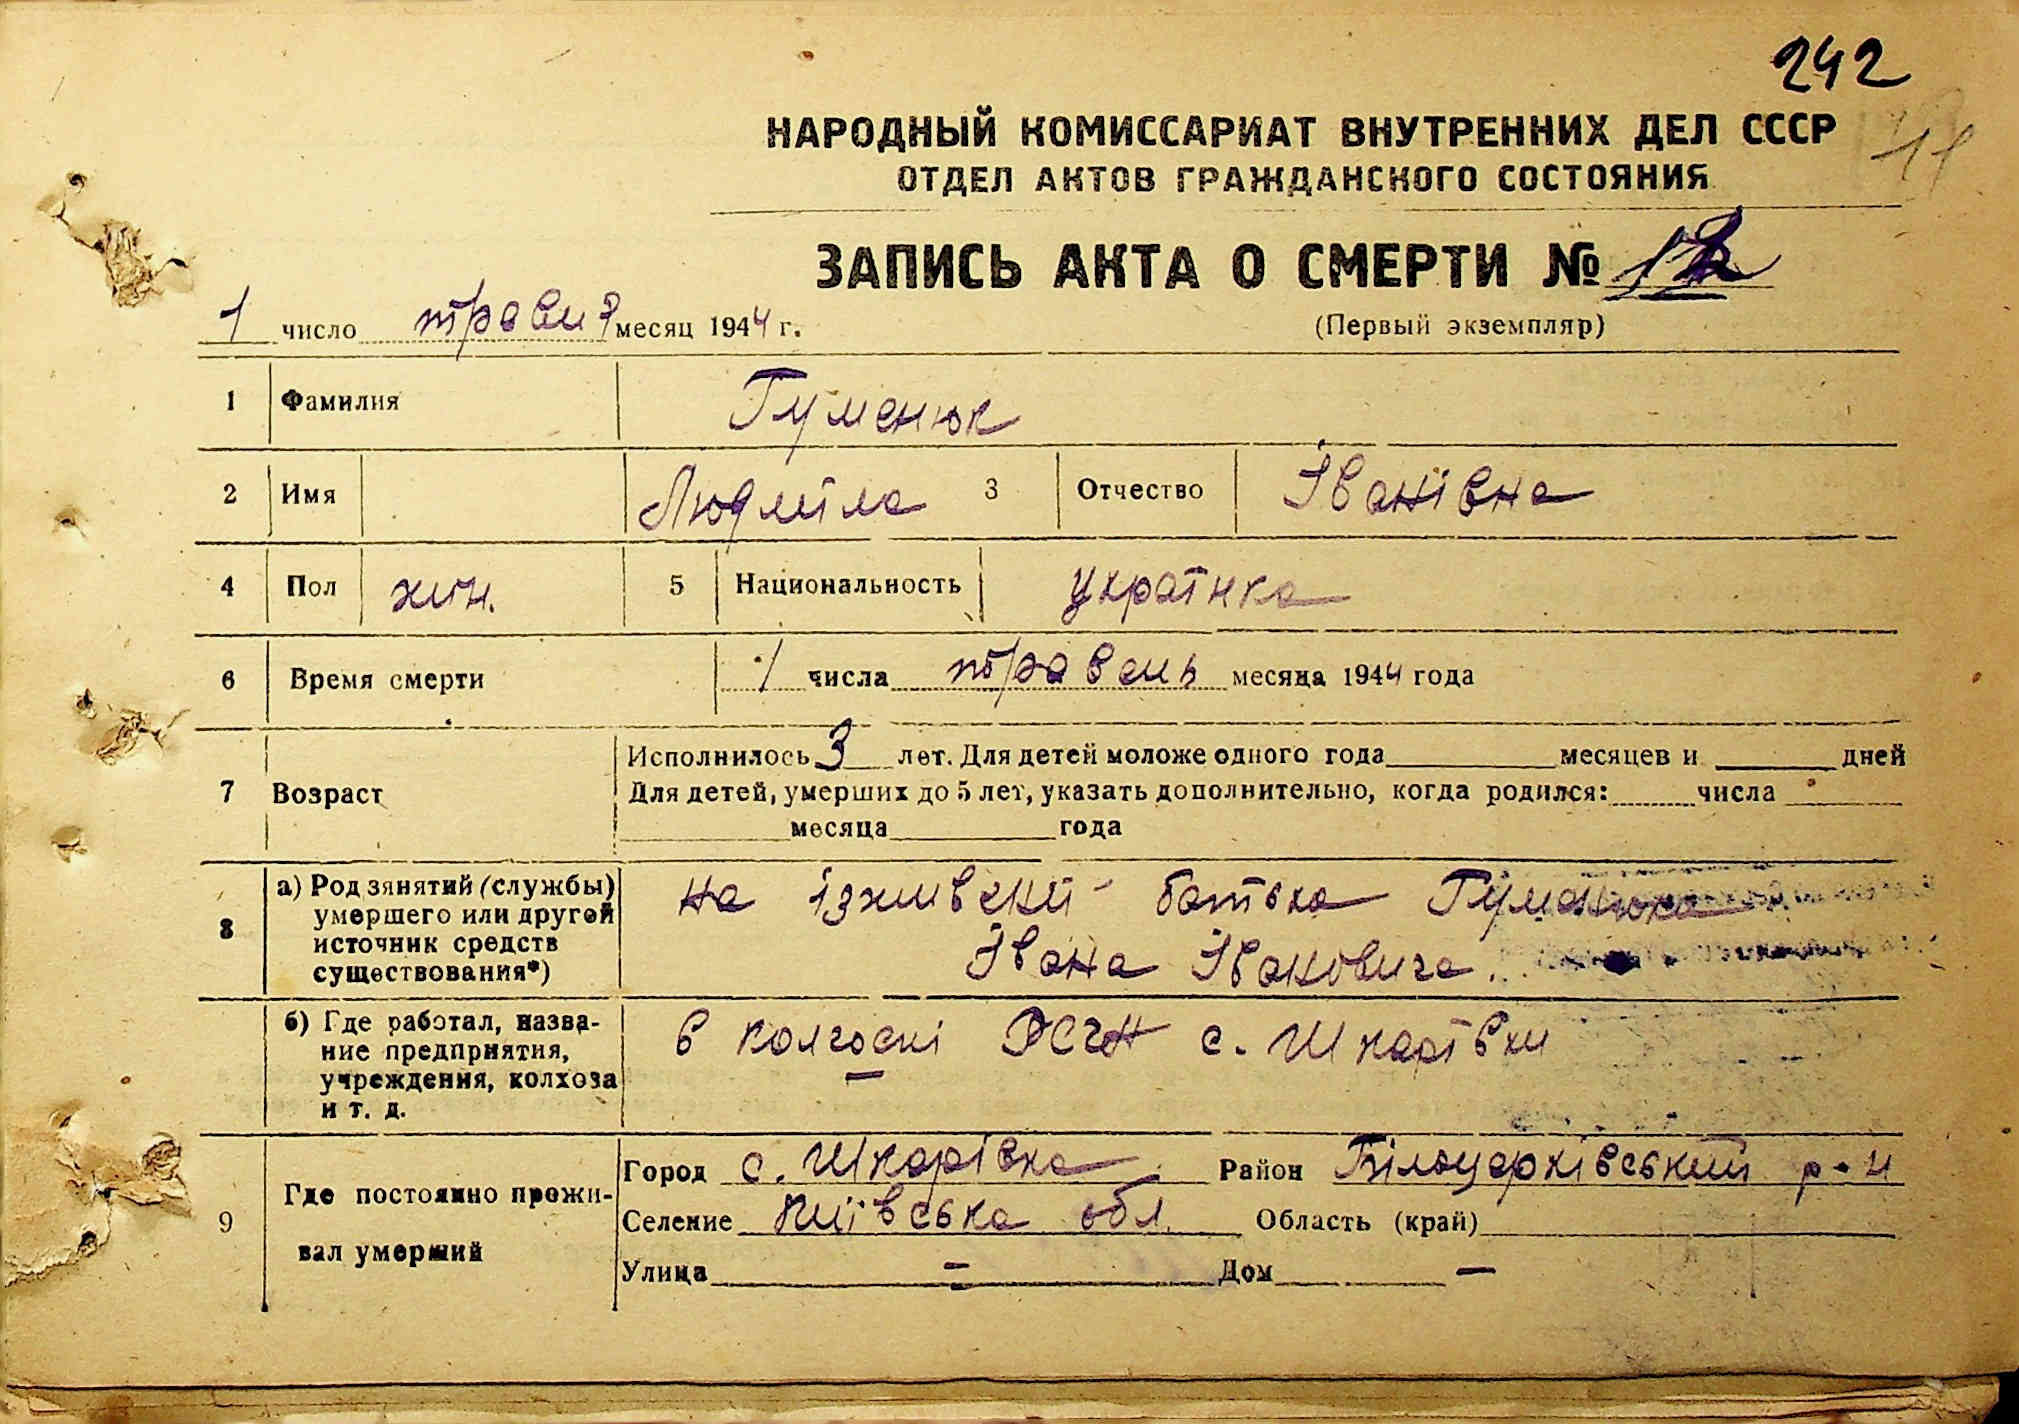 242
11
НАРОДНЫЙ КОМИССАРИАТ ВНУТРЕННИХ ДЕЛ СССР
ОТДЕЛ АКТОВ ГРАЖДАНСКОГО СОСТОЯНИЯ
ЗАПИСЬ АКТА О СМЕРТИ № 12
1 число травня месяц 1944 г.
(Первый экземпляр)
1 Фамилия Гуменюк
2 Имя Людміла 3 Отчество Іванівна
4 Пол жін. 5 Национальность українка
6 Время смерти 1 числа травень месяца 1944 года
Исполнилось 3 лет. Для детей моложе одного года месяцев и дней
7 Возраст Для детей, умерших до 5 лет, указать дополнительно, когда родился: числа
месяца года
8 а) Род занятий (службы) умершего или другой источник средств существования*) на ізживенії батька Гуменюка
Івана Івановича.
б) Где работал, название предприятия, учреждения, колхоза и т. д. в колгоспі с. Шкарівки
9 Где постоянно проживал умерший
Город с. Шкарівка Район Білоцерківський р-н
Селение Київська обл. Область (край)
Улица — Дом —